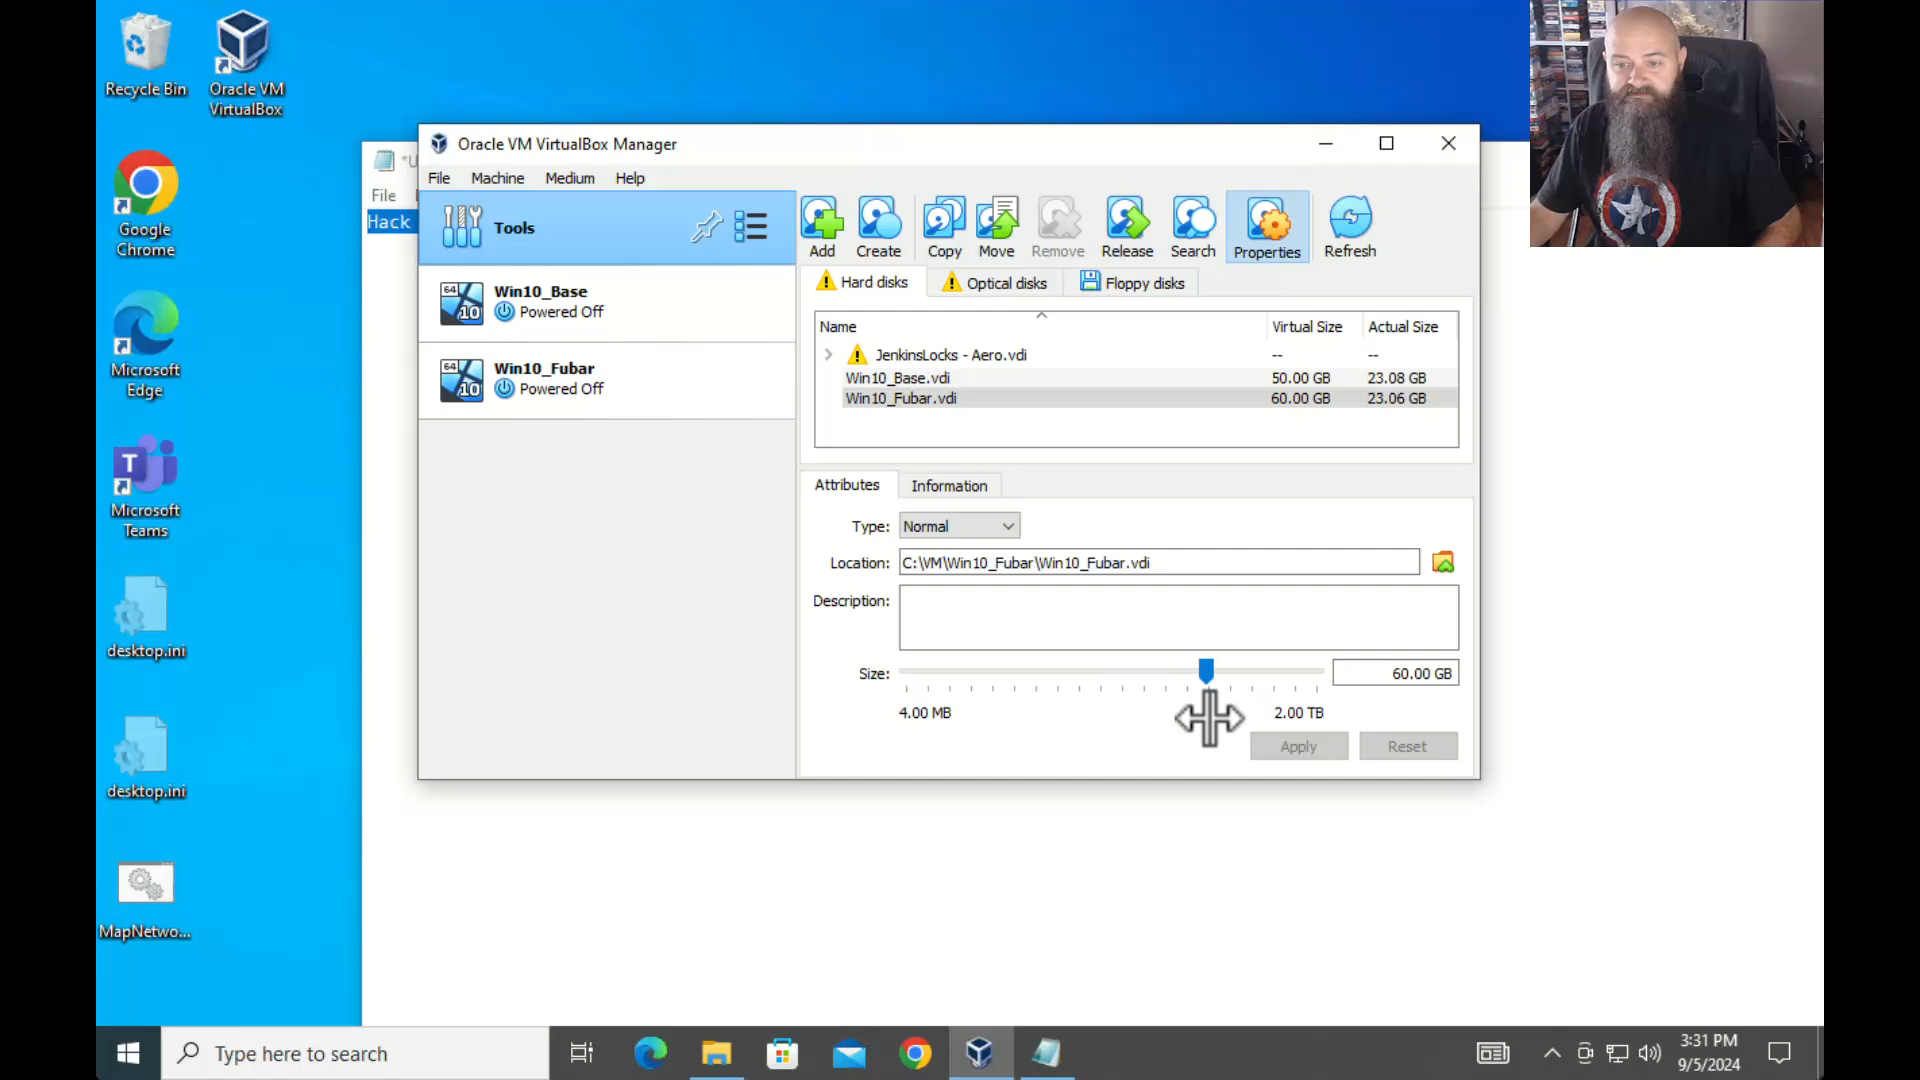 Recycle Bin
Oracle VM
VirtualBox
Google
Chrome
Microsoft
Edge
Microsoft
Teams
desktop.ini
desktop.ini
MapNetwo...
File
Hack
Oracle VM VirtualBox Manager
File Machine Medium Help
Tools
Win10_Base
Powered Off
Win10_Fubar
Powered Off
Add Create Copy Move Remove Release Search Properties Refresh
Hard disks Optical disks Floppy disks
Name Virtual Size Actual Size
JenkinsLocks - Aero.vdi -- --
Win10_Base.vdi 50.00 GB 23.08 GB
Win10_Fubar.vdi 60.00 GB 23.06 GB
Attributes Information
Type: Normal
Location: C:\VM\Win10_Fubar\Win10_Fubar.vdi
Description:
Size: 60.00 GB
4.00 MB 2.00 TB
Apply Reset
Type here to search
3:31 PM
9/5/2024